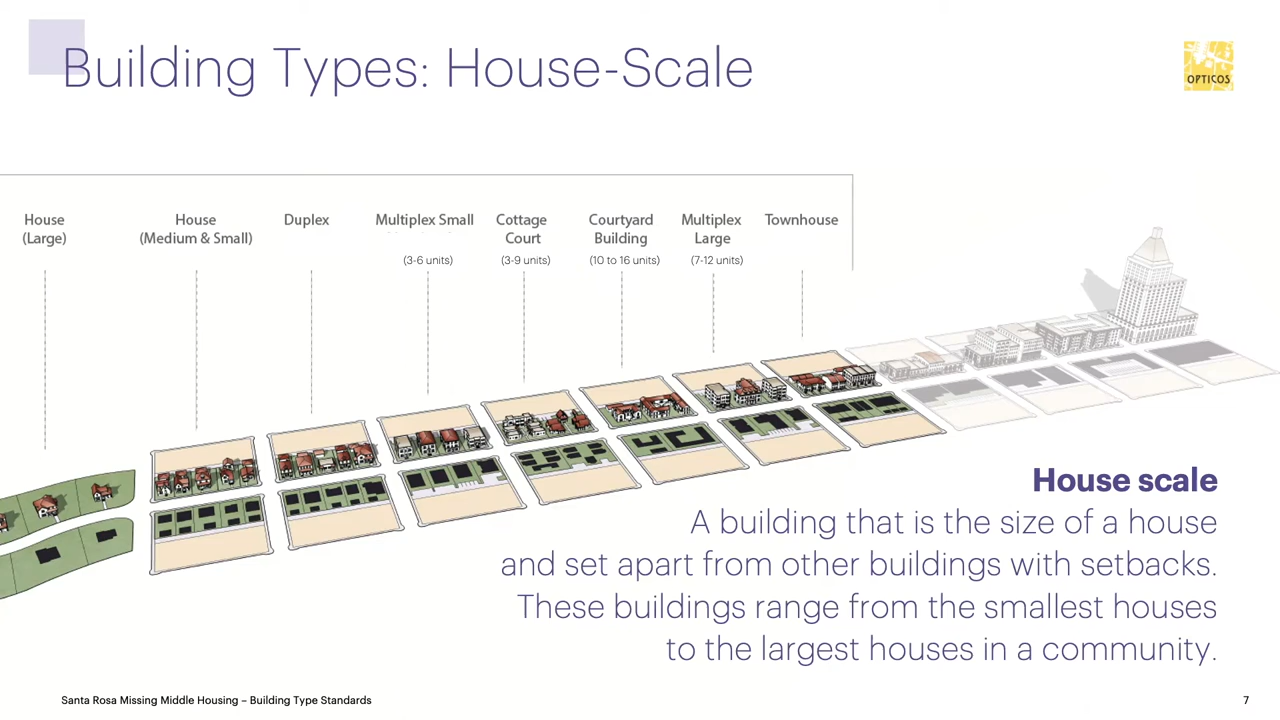 Building Types: House-Scale
OPTICOS
House
(Large)
House
(Medium & Small)
Duplex
Multiplex Small
(3-6 units)
Cottage
Court
(3-9 units)
Courtyard
Building
(10 to 16 units)
Multiplex
Large
(7-12 units)
Townhouse
House scale
A building that is the size of a house
and set apart from other buildings with setbacks.
These buildings range from the smallest houses
to the largest houses in a community.
Santa Rosa Missing Middle Housing – Building Type Standards
7